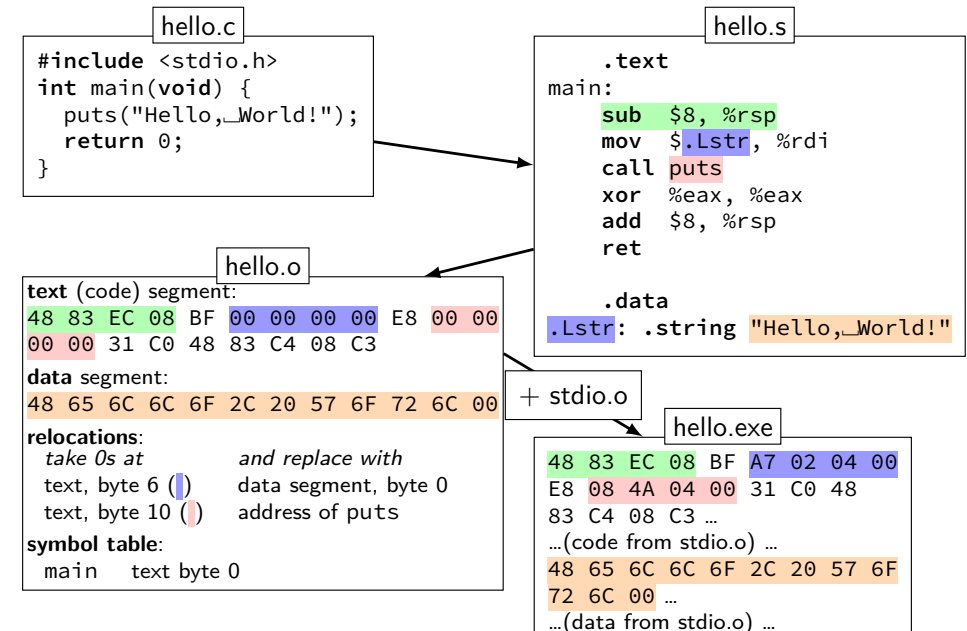 hello.c
#include <stdio.h>
int main(void) {
  puts("Hello,␣World!");
  return 0;
}
hello.s
.text
main:
    sub $8, %rsp
    mov $.Lstr, %rdi
    call puts
    xor %eax, %eax
    add $8, %rsp
    ret
.data
.Lstr: .string "Hello,␣World!"
hello.o
text (code) segment:
48 83 EC 08 BF 00 00 00 00 E8 00 00
00 00 31 C0 48 83 C4 08 C3
data segment:
48 65 6C 6C 6F 2C 20 57 6F 72 6C 00
relocations:
take 0s at and replace with
text, byte 6 ( ) data segment, byte 0
text, byte 10 ( ) address of puts
symbol table:
main text byte 0
+ stdio.o
hello.exe
48 83 EC 08 BF A7 02 04 00
E8 08 4A 04 00 31 C0 48
83 C4 08 C3 …
…(code from stdio.o) …
48 65 6C 6C 6F 2C 20 57 6F
72 6C 00 …
…(data from stdio.o) …